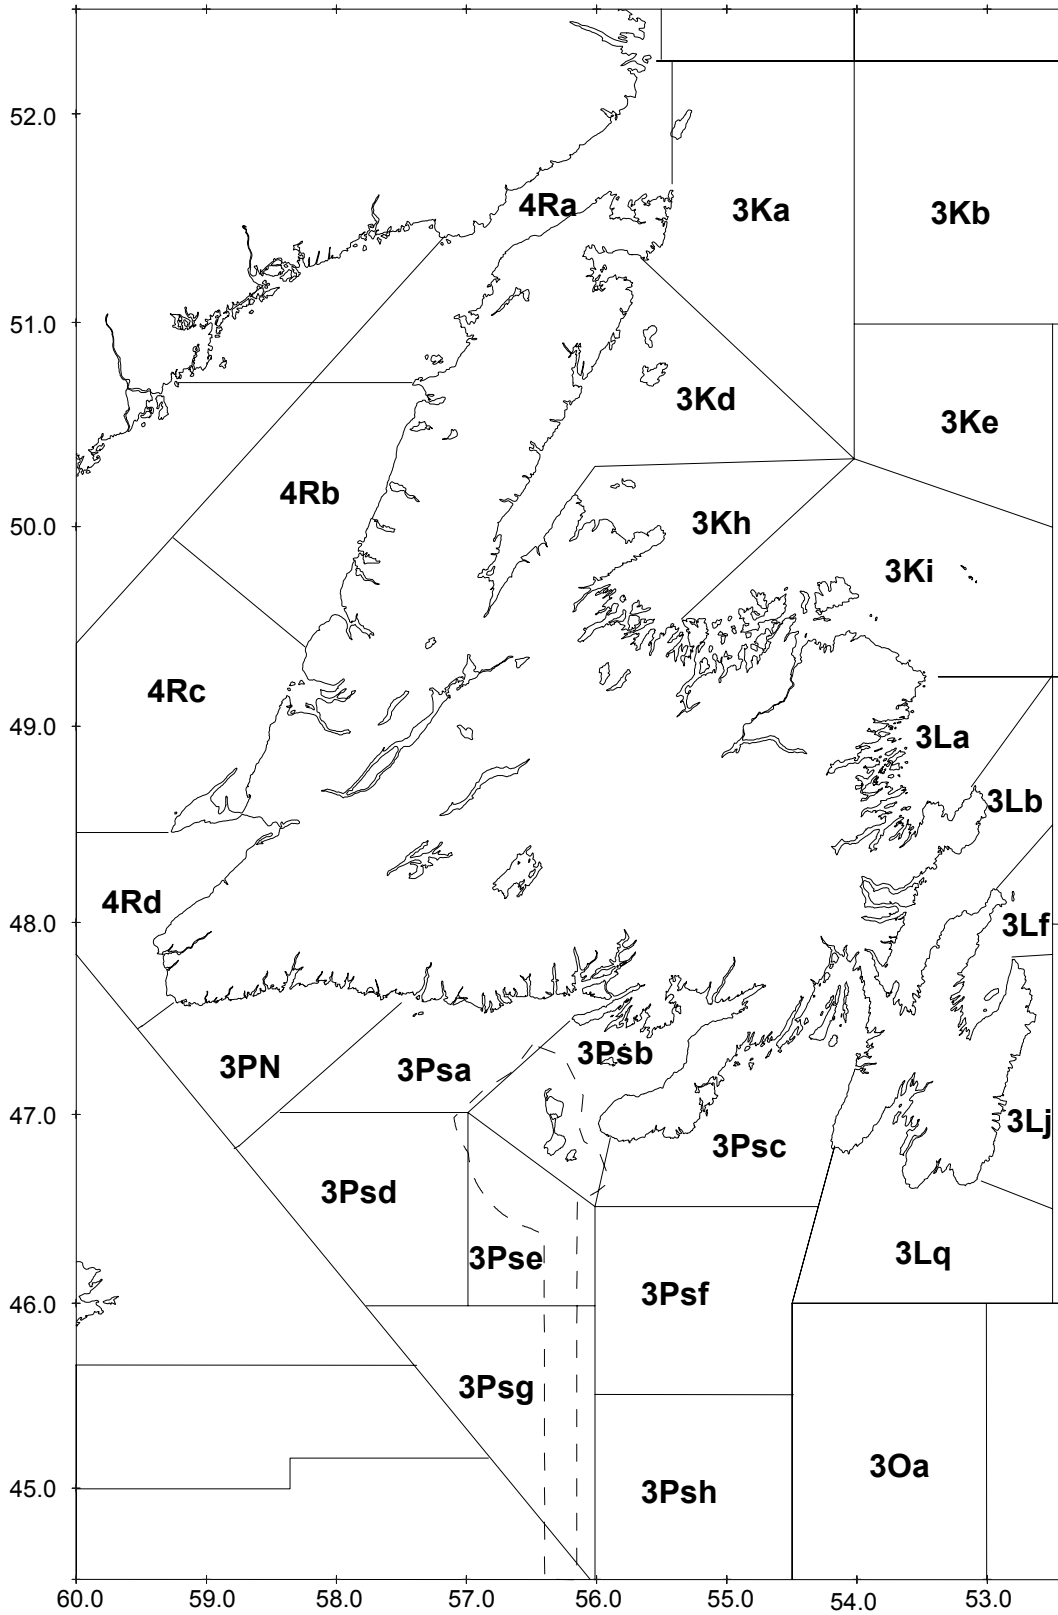 52.0
4Ra
3Ka
3Kb
51.0
3Kd
3Ke
4Rb
50.0
3Kh
3Ki
4Rc
49.0
3La
3Lb
4Rd
48.0
3Lf
3PN
3Psa
3Psb
47.0
3Lj
3Psc
3Psd
3Pse
3Lq
46.0
3Psf
3Psg
3Oa
45.0
3Psh
60.0 59.0 58.0 57.0 56.0 55.0 54.0 53.0